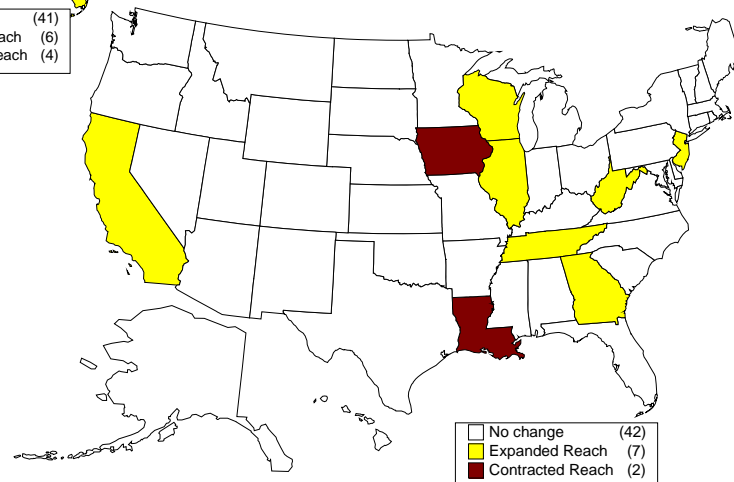 (41)
ach (6)
each (4)
No change (42)
Expanded Reach (7)
Contracted Reach (2)